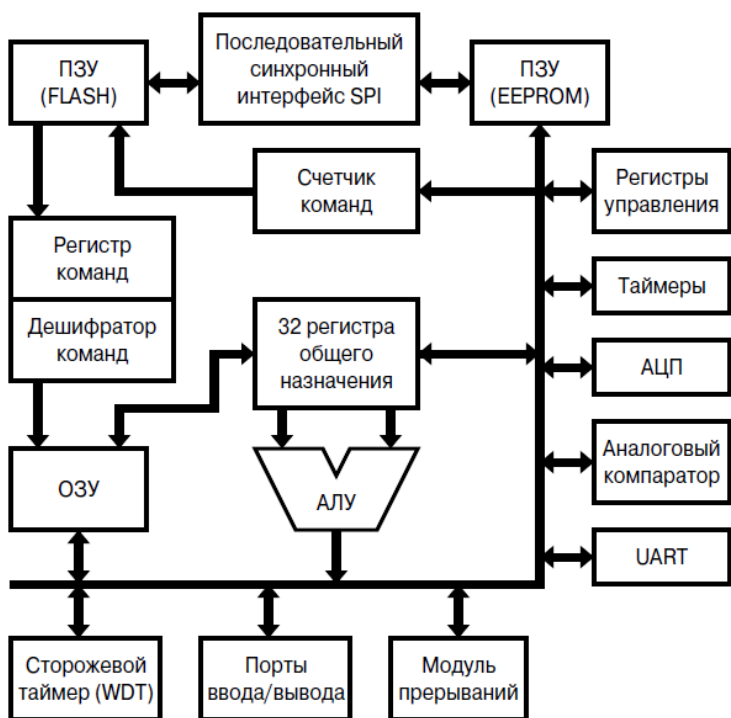 ПЗУ
(FLASH)
Последовательный
синхронный
интерфейс SPI
ПЗУ
(EEPROM)
Счетчик
команд
Регистры
управления
Регистр
команд
Дешифратор
команд
32 регистра
общего
назначения
Таймеры
АЦП
ОЗУ
АЛУ
Аналоговый
компаратор
UART
Сторожевой
таймер (WDT)
Порты
ввода/вывода
Модуль
прерываний